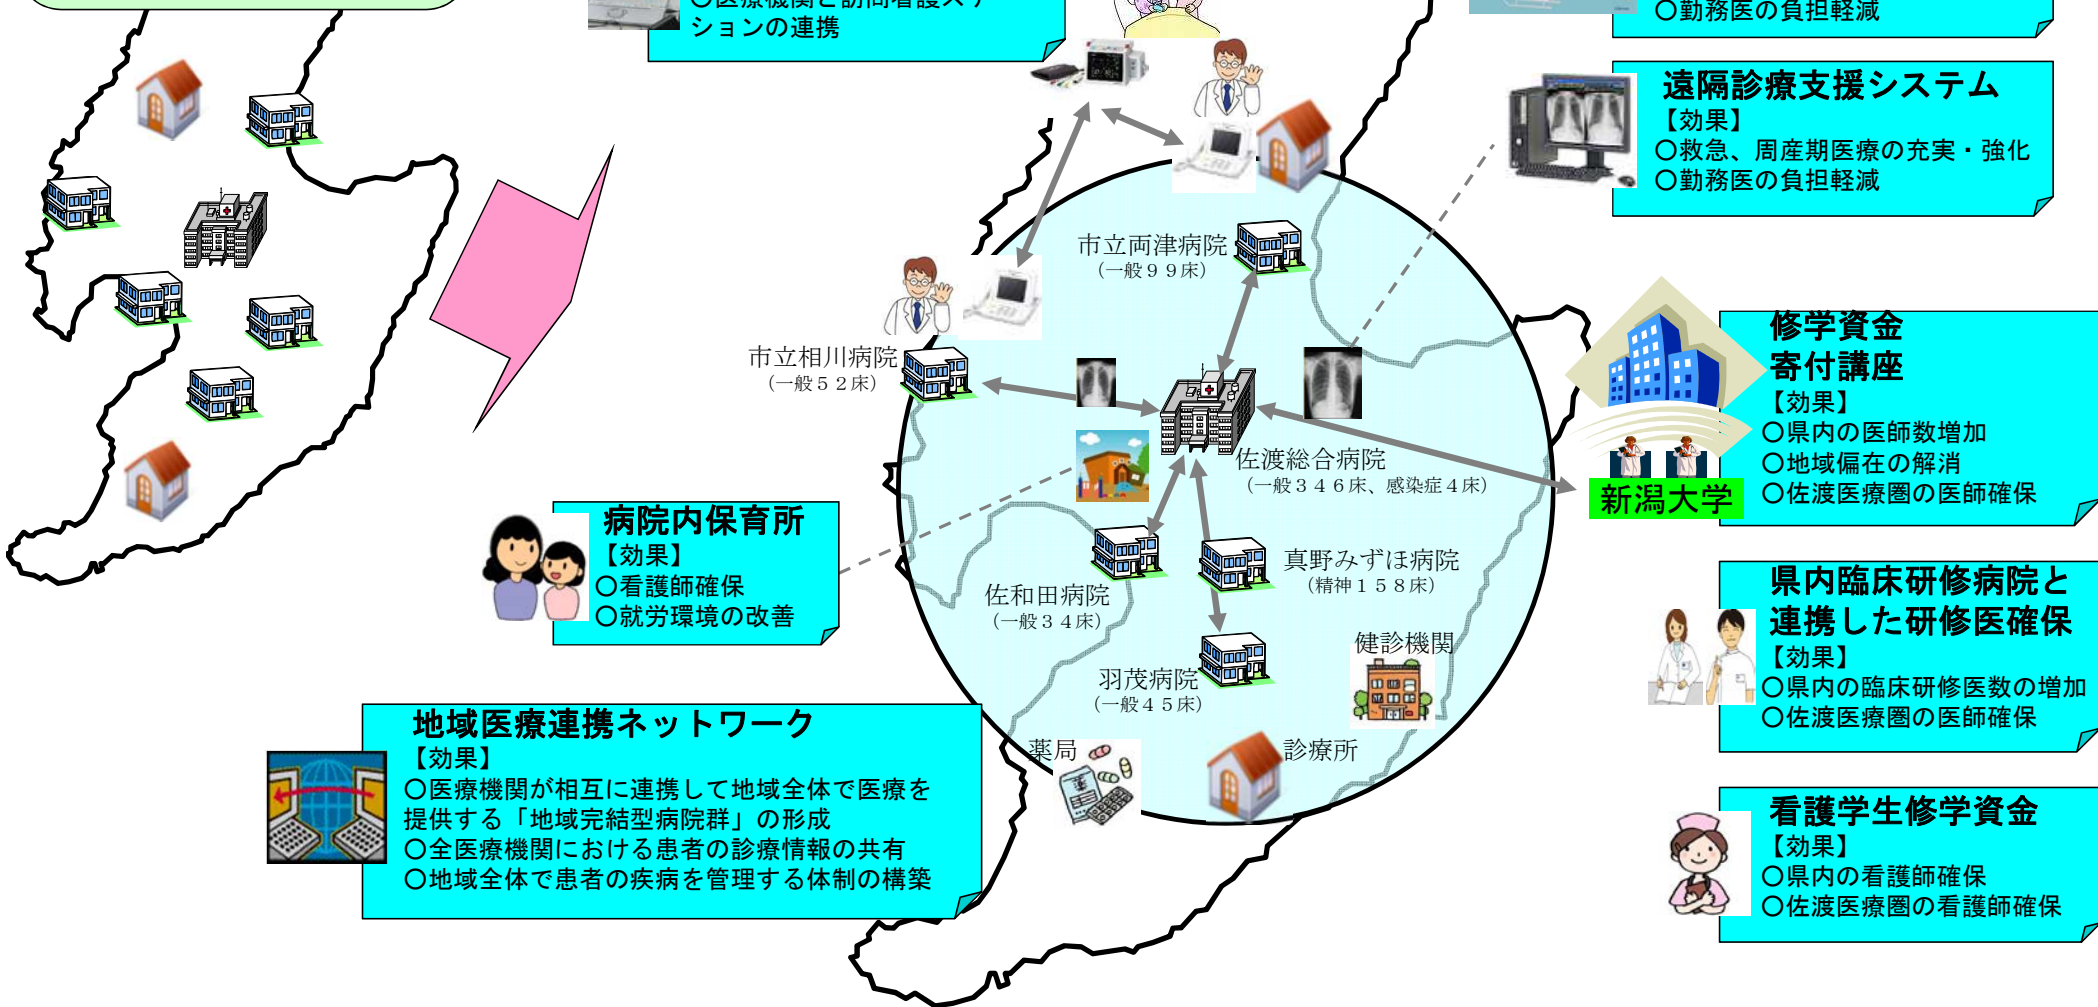 ○医療機関と訪問看護ステー
ションの連携
○勤務医の負担軽減
遠隔診療支援システム
【効果】
○救急、周産期医療の充実・強化
○勤務医の負担軽減
市立両津病院
（一般９９床）
市立相川病院
（一般５２床）
佐渡総合病院
（一般３４６床、感染症４床）
新潟大学
修学資金
寄付講座
【効果】
○県内の医師数増加
○地域偏在の解消
○佐渡医療圏の医師確保
病院内保育所
【効果】
○看護師確保
○就労環境の改善
佐和田病院
（一般３４床）
真野みずほ病院
（精神１５８床）
羽茂病院
（一般４５床）
健診機関
薬局
診療所
県内臨床研修病院と
連携した研修医確保
【効果】
○県内の臨床研修医数の増加
○佐渡医療圏の医師確保
地域医療連携ネットワーク
【効果】
○医療機関が相互に連携して地域全体で医療を
提供する「地域完結型病院群」の形成
○全医療機関における患者の診療情報の共有
○地域全体で患者の疾病を管理する体制の構築
看護学生修学資金
【効果】
○県内の看護師確保
○佐渡医療圏の看護師確保